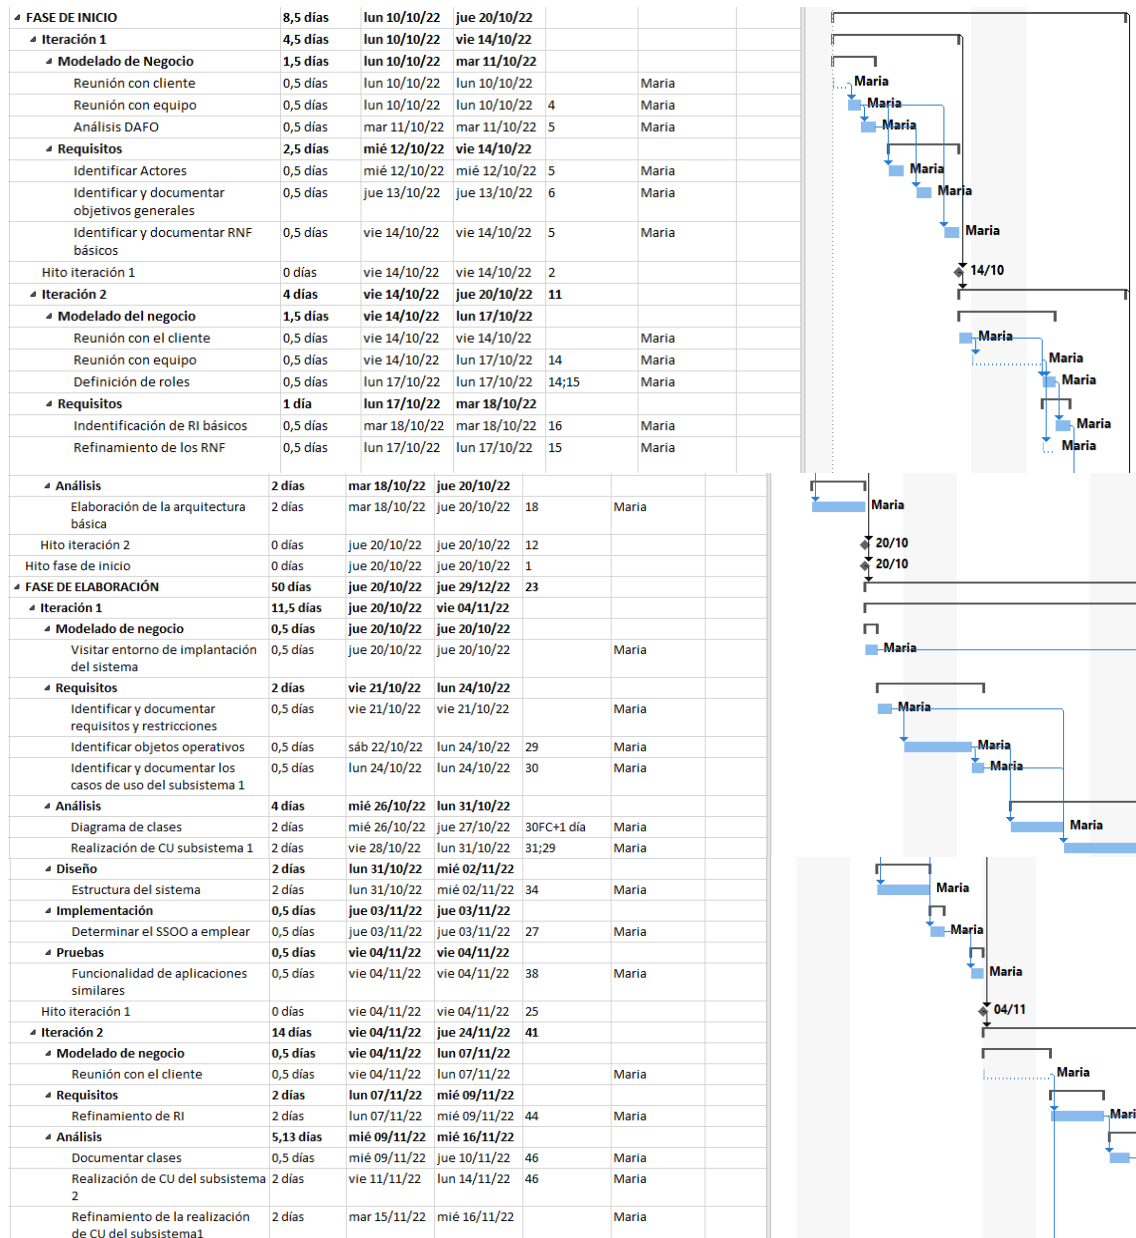 FASE DE INICIO 8,5 días lun 10/10/22 jue 20/10/22
Iteración 1 4,5 días lun 10/10/22 vie 14/10/22
Modelado de Negocio 1,5 días lun 10/10/22 mar 11/10/22
Reunión con cliente 0,5 días lun 10/10/22 lun 10/10/22 Maria Maria
Reunión con equipo 0,5 días lun 10/10/22 lun 10/10/22 4 Maria Maria
Análisis DAFO 0,5 días mar 11/10/22 mar 11/10/22 5 Maria Maria
Requisitos 2,5 días mié 12/10/22 vie 14/10/22
Identificar Actores 0,5 días mié 12/10/22 mié 12/10/22 5 Maria Maria
Identificar y documentar 0,5 días jue 13/10/22 jue 13/10/22 6 Maria Maria
objetivos generales
Identificar y documentar RNF 0,5 días vie 14/10/22 vie 14/10/22 5 Maria Maria
básicos
Hito iteración 1 0 días vie 14/10/22 vie 14/10/22 2 14/10
Iteración 2 4 días vie 14/10/22 jue 20/10/22 11
Modelado del negocio 1,5 días vie 14/10/22 lun 17/10/22
Reunión con el cliente 0,5 días vie 14/10/22 vie 14/10/22 Maria Maria
Reunión con equipo 0,5 días vie 14/10/22 lun 17/10/22 14 Maria Maria
Definición de roles 0,5 días lun 17/10/22 lun 17/10/22 14;15 Maria Maria
Requisitos 1 día lun 17/10/22 mar 18/10/22
Indentificación de RI básicos 0,5 días mar 18/10/22 mar 18/10/22 16 Maria Maria
Refinamiento de los RNF 0,5 días lun 17/10/22 lun 17/10/22 15 Maria Maria
Análisis 2 días mar 18/10/22 jue 20/10/22
Elaboración de la arquitectura 2 días mar 18/10/22 jue 20/10/22 18 Maria Maria
básica
Hito iteración 2 0 días jue 20/10/22 jue 20/10/22 12 20/10
Hito fase de inicio 0 días jue 20/10/22 jue 20/10/22 1 20/10
FASE DE ELABORACIÓN 50 días jue 20/10/22 jue 29/12/22 23
Iteración 1 11,5 días jue 20/10/22 vie 04/11/22
Modelado de negocio 0,5 días jue 20/10/22 jue 20/10/22
Visitar entorno de implantación 0,5 días jue 20/10/22 jue 20/10/22 Maria Maria
del sistema
Requisitos 2 días vie 21/10/22 lun 24/10/22
Identificar y documentar 0,5 días vie 21/10/22 vie 21/10/22 Maria Maria
requisitos y restricciones
Identificar objetos operativos 0,5 días sáb 22/10/22 lun 24/10/22 29 Maria Maria
Identificar y documentar los 0,5 días lun 24/10/22 lun 24/10/22 30 Maria Maria
casos de uso del subsistema 1
Análisis 4 días mié 26/10/22 lun 31/10/22
Diagrama de clases 2 días mié 26/10/22 jue 27/10/22 30FC+1 día Maria Maria
Realización de CU subsistema 1 2 días vie 28/10/22 lun 31/10/22 31;29 Maria
Diseño 2 días lun 31/10/22 mié 02/11/22
Estructura del sistema 2 días lun 31/10/22 mié 02/11/22 34 Maria Maria
Implementación 0,5 días jue 03/11/22 jue 03/11/22
Determinar el SSOO a emplear 0,5 días jue 03/11/22 jue 03/11/22 27 Maria Maria
Pruebas 0,5 días vie 04/11/22 vie 04/11/22
Funcionalidad de aplicaciones 0,5 días vie 04/11/22 vie 04/11/22 38 Maria Maria
similares
Hito iteración 1 0 días vie 04/11/22 vie 04/11/22 25 04/11
Iteración 2 14 días vie 04/11/22 jue 24/11/22 41
Modelado de negocio 0,5 días vie 04/11/22 lun 07/11/22
Reunión con el cliente 0,5 días vie 04/11/22 lun 07/11/22 Maria Maria
Requisitos 2 días lun 07/11/22 mié 09/11/22
Refinamiento de RI 2 días lun 07/11/22 mié 09/11/22 44 Maria Mari
Análisis 5,13 días mié 09/11/22 mié 16/11/22
Documentar clases 0,5 días mié 09/11/22 jue 10/11/22 46 Maria
Realización de CU del subsistema 2 días vie 11/11/22 lun 14/11/22 46 Maria
2
Refinamiento de la realización 2 días mar 15/11/22 mié 16/11/22 Maria
de CU del subsistema1